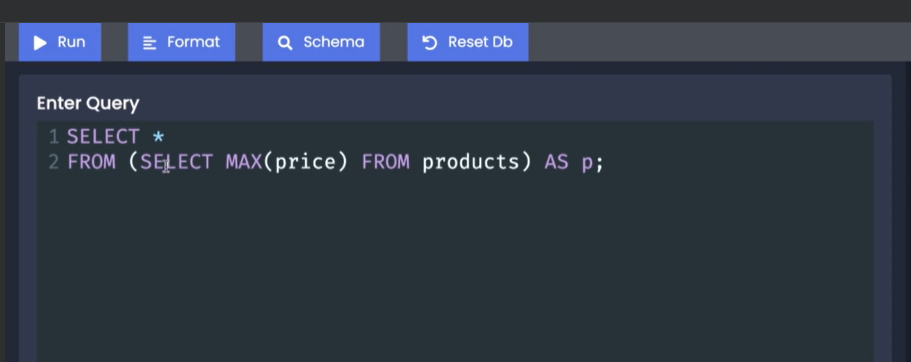 Run Format Schema Reset Db
Enter Query
1 SELECT *
2 FROM (SELECT MAX(price) FROM products) AS p;